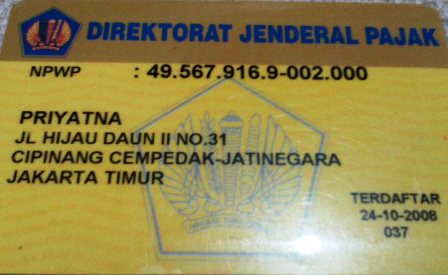 DIREKTORAT JENDERAL PAJAK
NPWP : 49.567.916.9-002.000
PRIYATNA
JL HIJAU DAUN II NO.31
CIPINANG CEMPEDAK-JATINEGARA
JAKARTA TIMUR
TERDAFTAR
24-10-2008
037